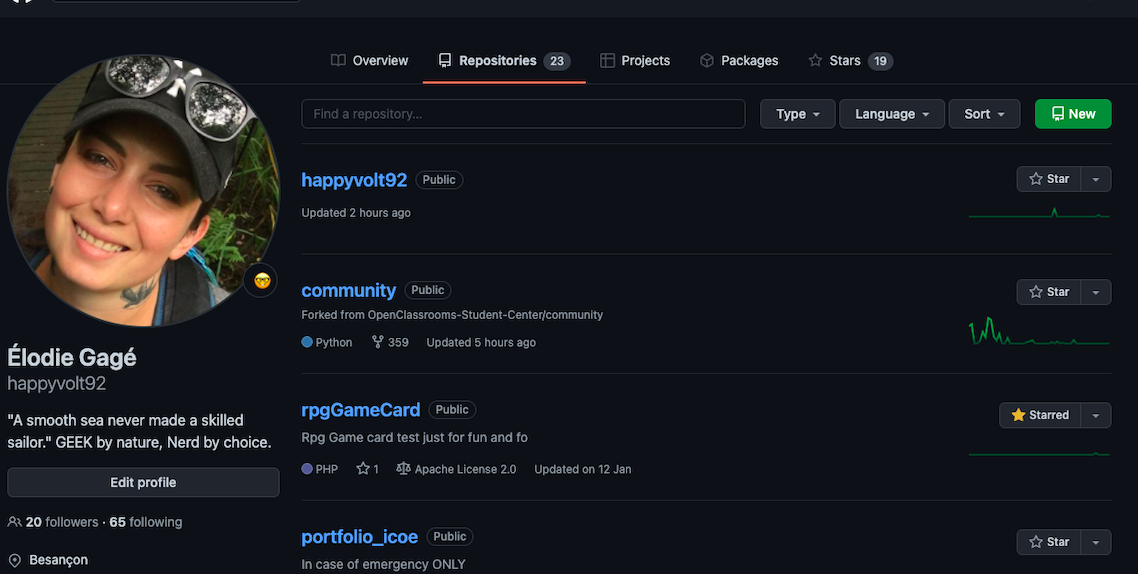 Overview
Repositories 23
Projects
Packages
Stars 19
Find a repository...
Type
Language
Sort
New
happyvolt92 Public
Star
Updated 2 hours ago
community Public
Star
Forked from OpenClassrooms-Student-Center/community
Python 359 Updated 5 hours ago
rpgGameCard Public
Starred
Rpg Game card test just for fun and fo
PHP 1 Apache License 2.0 Updated on 12 Jan
portfolio_icoe Public
Star
In case of emergency ONLY
Élodie Gagé
happyvolt92
"A smooth sea never made a skilled
sailor." GEEK by nature, Nerd by choice.
Edit profile
20 followers · 65 following
Besançon